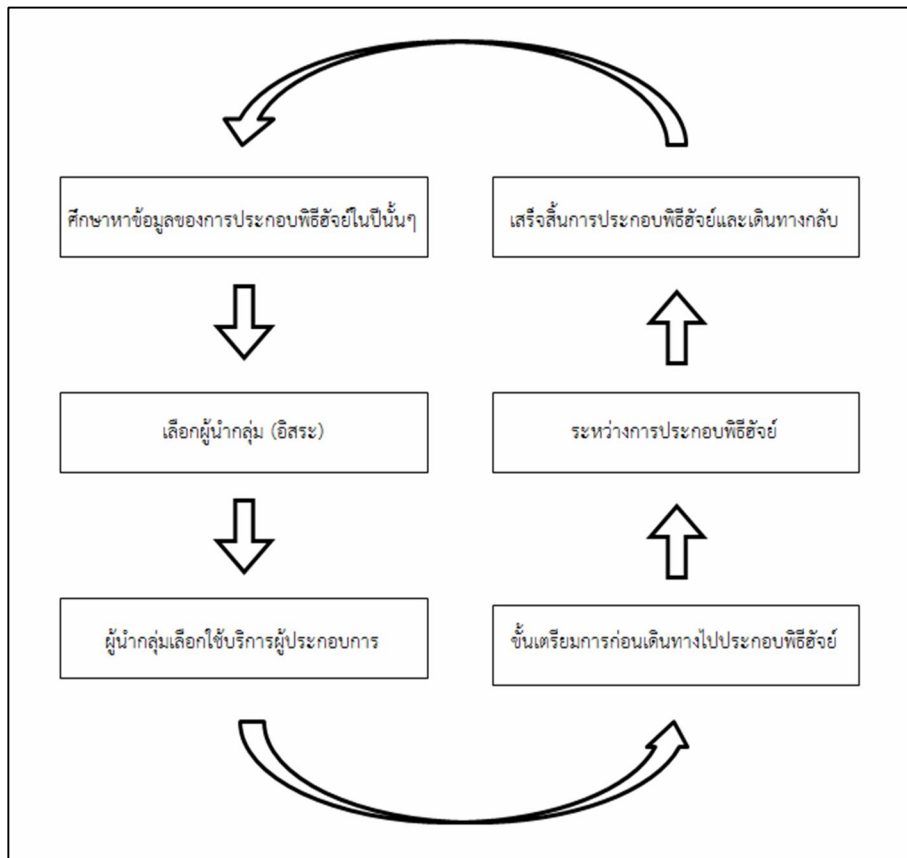 ศึกษาหาข้อมูลของการประกอบพิธีฮัจย์ในปีนั้นๆ
เลือกผู้นำกลุ่ม (อิสระ)
ผู้นำกลุ่มเลือกใช้บริการผู้ประกอบการ
ขั้นเตรียมการก่อนเดินทางไปประกอบพิธีฮัจย์
ระหว่างการประกอบพิธีฮัจย์
เสร็จสิ้นการประกอบพิธีฮัจย์และเดินทางกลับ